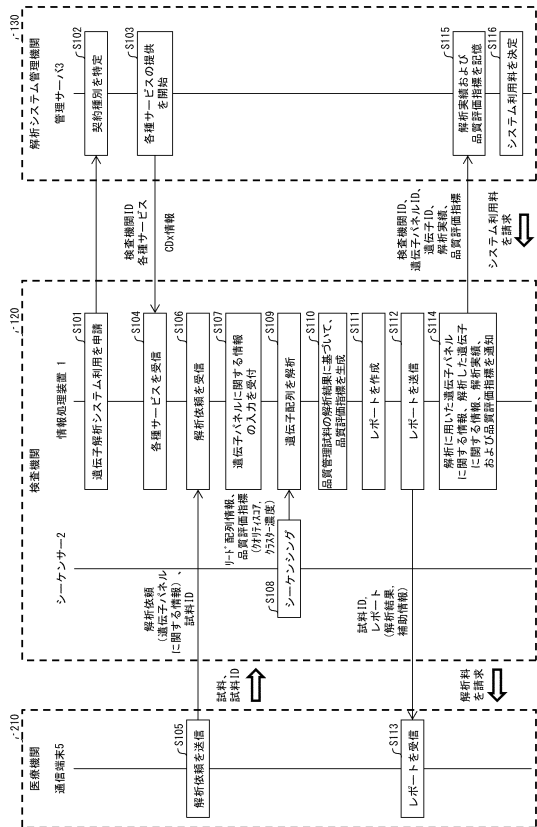 210
医療機関
通信端末5
S105
解析依頼を送信
S113
レポートを受信
試料、
試料ID
解析依頼
(遺伝子パネル
に関する情報)、
試料ID
試料ID、
レポート
(解析結果、
補助情報)
解析料
を請求
120
検査機関
シーケンサー2
情報処理装置 1
S101
遺伝子解析システム利用を申請
S104
各種サービスを受信
S106
解析依頼を受信
S107
遺伝子パネルに関する情報
の入力を受付
リード配列情報、
品質評価指標
(クオリティスコア、
クラスター濃度)
S108
シーケンシング
S109
遺伝子配列を解析
S110
品質管理試料の解析結果に基づいて、
品質評価指標を生成
S111
レポートを作成
S112
レポートを送信
S114
解析に用いた遺伝子パネル
に関する情報、解析した遺伝子
に関する情報、解析実績、
および品質評価指標を通知
検査機関ID
各種サービス
CDx情報
検査機関ID、
遺伝子パネルID、
遺伝子ID、
解析実績、
品質評価指標
システム利用料
を請求
130
解析システム管理機関
管理サーバ3
S102
契約種別を特定
S103
各種サービスの提供
を開始
S115
解析実績および
品質評価指標を記憶
S116
システム利用料を決定